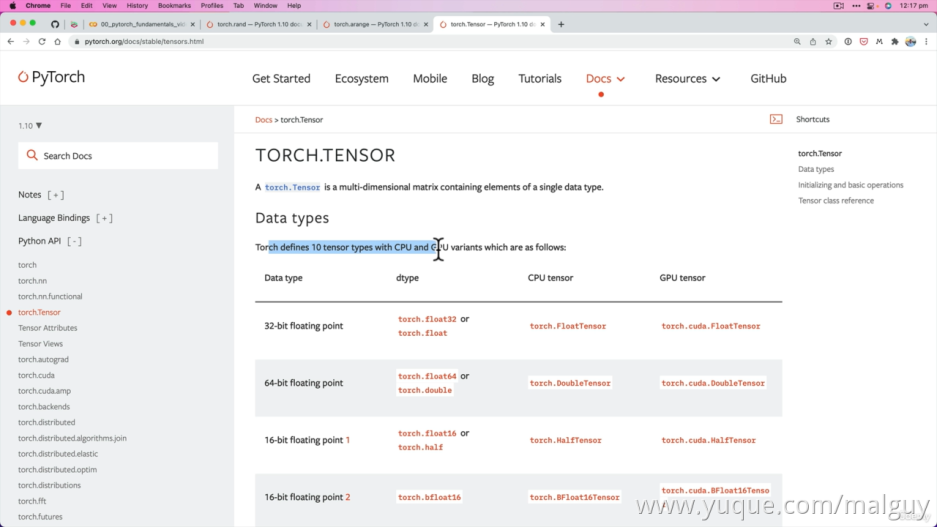 Chrome File Edit View History Bookmarks Profiles Tab Window Help 12:17 pm
00_pytorch_fundamentals_vid torch.rand — PyTorch 1.10 docu torch.arange — PyTorch 1.10 d torch.Tensor — PyTorch 1.10 d
pytorch.org/docs/stable/tensors.html
PyTorch
Get Started Ecosystem Mobile Blog Tutorials Docs Resources GitHub
1.10 ▼
Docs > torch.Tensor
Shortcuts
Search Docs
TORCH.TENSOR
torch.Tensor
Data types
Initializing and basic operations
Tensor class reference
A torch.Tensor is a multi-dimensional matrix containing elements of a single data type.
Notes [+]
Language Bindings [+]
Python API [-]
torch
torch.nn
torch.nn.functional
torch.Tensor
Tensor Attributes
Tensor Views
torch.autograd
torch.cuda
torch.cuda.amp
torch.backends
torch.distributed
torch.distributed.algorithms.join
torch.distributed.elastic
torch.distributed.optim
torch.distributions
torch.fft
torch.futures
Data types
Torch defines 10 tensor types with CPU and GPU variants which are as follows:
Data type dtype CPU tensor GPU tensor
32-bit floating point torch.float32 or torch.float torch.FloatTensor torch.cuda.FloatTensor
64-bit floating point torch.float64 or torch.double torch.DoubleTensor torch.cuda.DoubleTensor
16-bit floating point 1 torch.float16 or torch.half torch.HalfTensor torch.cuda.HalfTensor
16-bit floating point 2 torch.bfloat16 torch.BFloat16Tensor torch.cuda.BFloat16Tenso
www.yuque.com/malguy